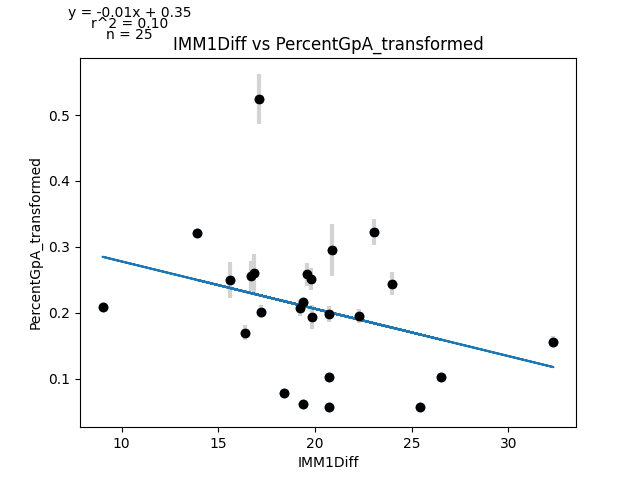 y = -0.01x + 0.35
r^2 = 0.10
n = 25
IMM1Diff vs PercentGpA_transformed
PercentGpA_transformed
0.5
0.4
0.3
0.2
0.1
10 15 20 25 30
IMM1Diff